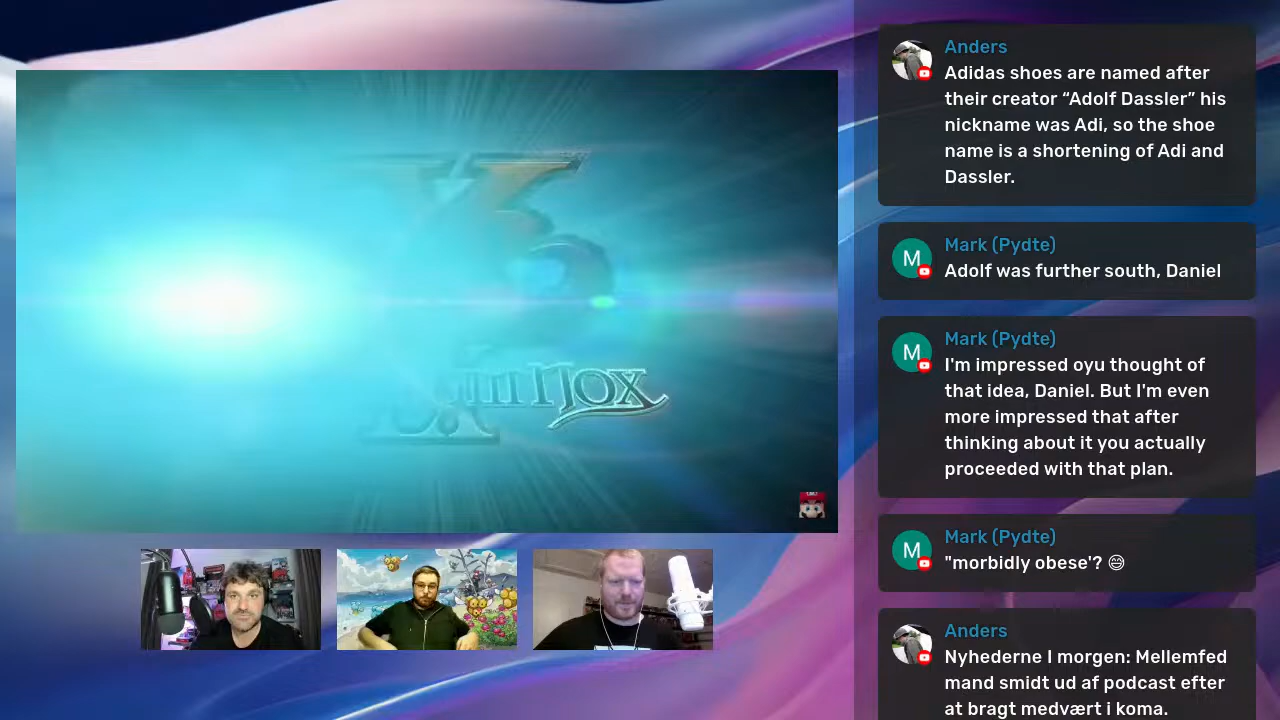 Anders
Adidas shoes are named after
their creator “Adolf Dassler” his
nickname was Adi, so the shoe
name is a shortening of Adi and
Dassler.
M
Mark (Pydte)
Adolf was further south, Daniel
M
Mark (Pydte)
I'm impressed oyu thought of
that idea, Daniel. But I'm even
more impressed that after
thinking about it you actually
proceeded with that plan.
M
Mark (Pydte)
"morbidly obese'? 😅
Anders
Nyhederne I morgen: Mellemfed
mand smidt ud af podcast efter
at bragt medvært i koma.